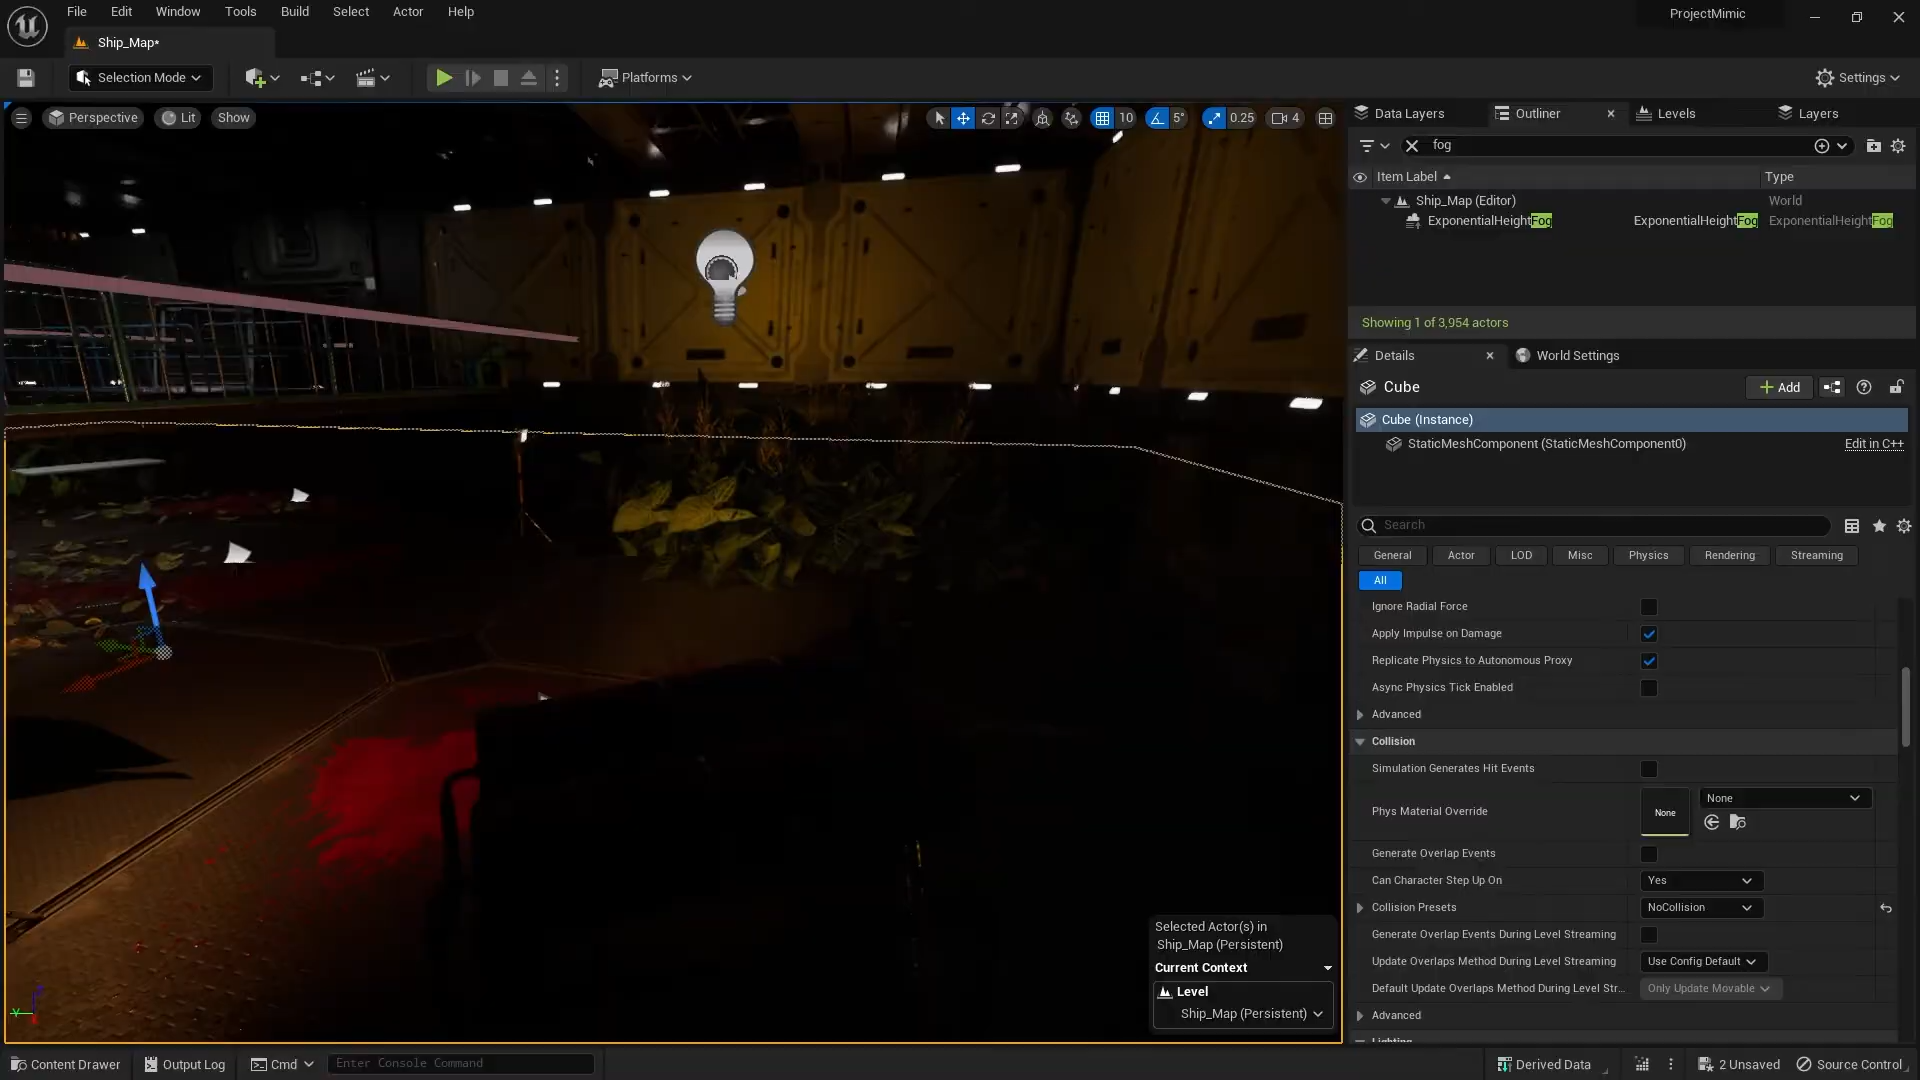 File Edit Window Tools Build Select Actor Help
ProjectMimic
Ship_Map*
Selection Mode
Platforms
Settings
Perspective
Lit
Show
10
5°
0.25
4
Data Layers
Outliner
Levels
Layers
fog
Item Label
Type
Ship_Map (Editor)
World
ExponentialHeightFog
ExponentialHeightFog
ExponentialHeightFog
Showing 1 of 3,954 actors
Details
World Settings
Cube
Add
Cube (Instance)
StaticMeshComponent (StaticMeshComponent0)
Edit in C++
Search
General
Actor
LOD
Misc
Physics
Rendering
Streaming
All
Ignore Radial Force
Apply Impulse on Damage
Replicate Physics to Autonomous Proxy
Async Physics Tick Enabled
Advanced
Collision
Simulation Generates Hit Events
Phys Material Override
None
None
Generate Overlap Events
Can Character Step Up On
Yes
Collision Presets
NoCollision
Generate Overlap Events During Level Streaming
Update Overlaps Method During Level Streaming
Use Config Default
Default Update Overlaps Method During Level Str...
Only Update Movable
Advanced
Lighting
Selected Actor(s) in
Ship_Map (Persistent)
Current Context
Level
Ship_Map (Persistent)
Content Drawer
Output Log
Cmd
Enter Console Command
Derived Data
2 Unsaved
Source Control